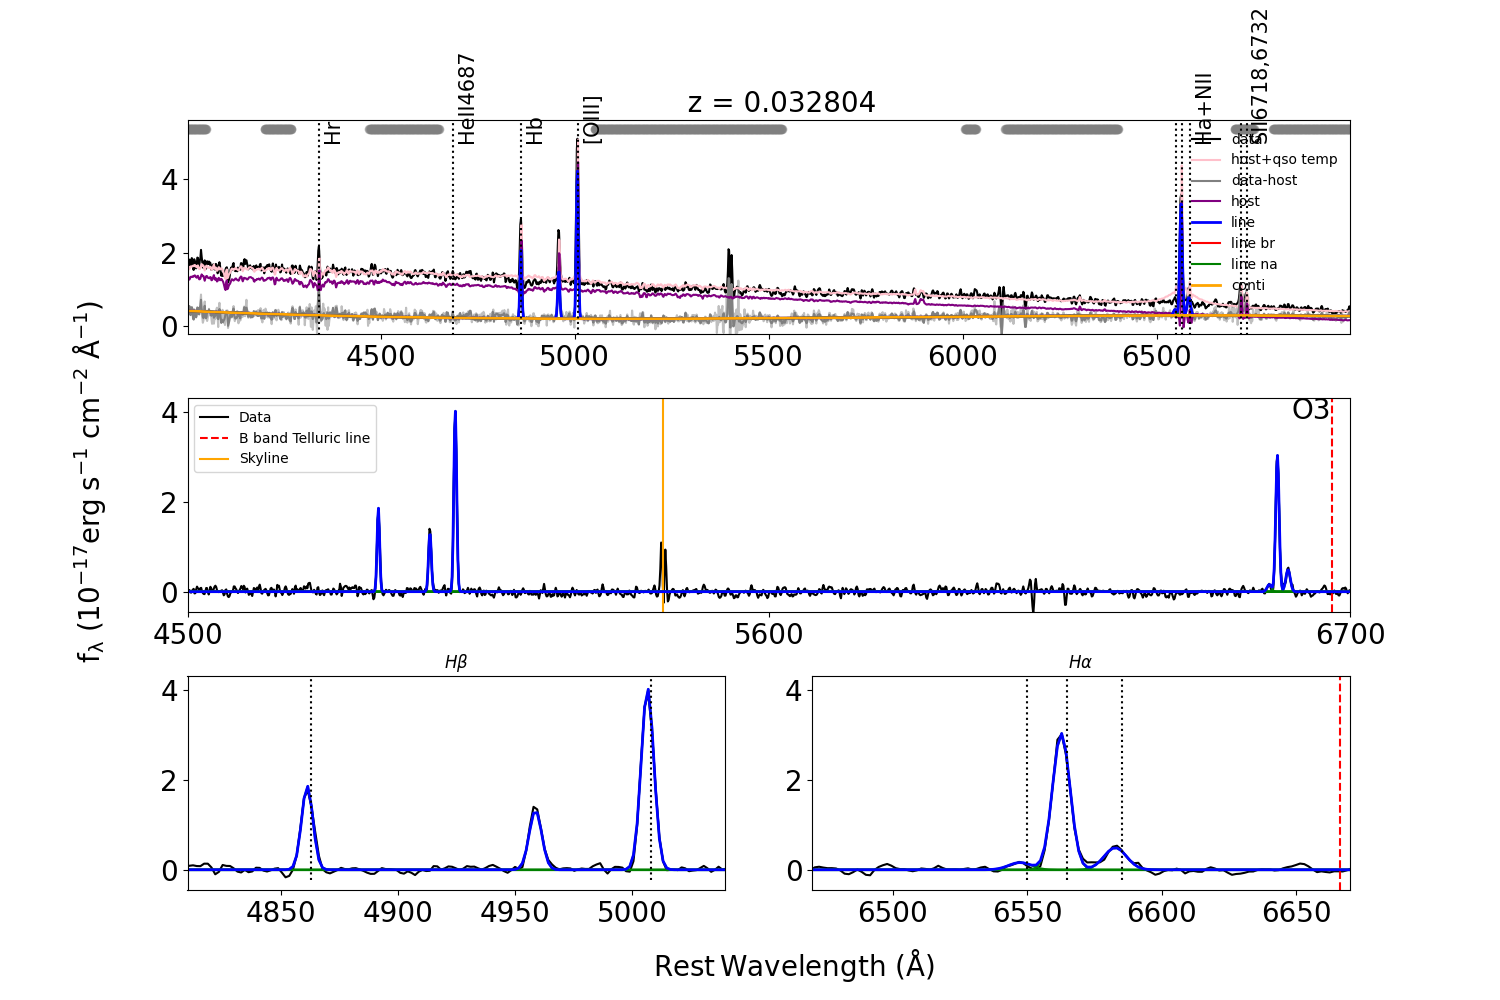 z = 0.032804
Hr
HeII4687
Hb
[OIII]
Ha+NII
SII6718,6732
data
host+qso temp
data-host
host
line
line br
line na
conti
4
2
0
4500
5000
5500
6000
6500
fλ (10⁻¹⁷erg s⁻¹ cm⁻² Å⁻¹)
O3
Data
B band Telluric line
Skyline
4
2
0
4500
5600
6700
Hβ
4
2
0
4850
4900
4950
5000
Hα
4
2
0
6500
6550
6600
6650
Rest Wavelength (Å)